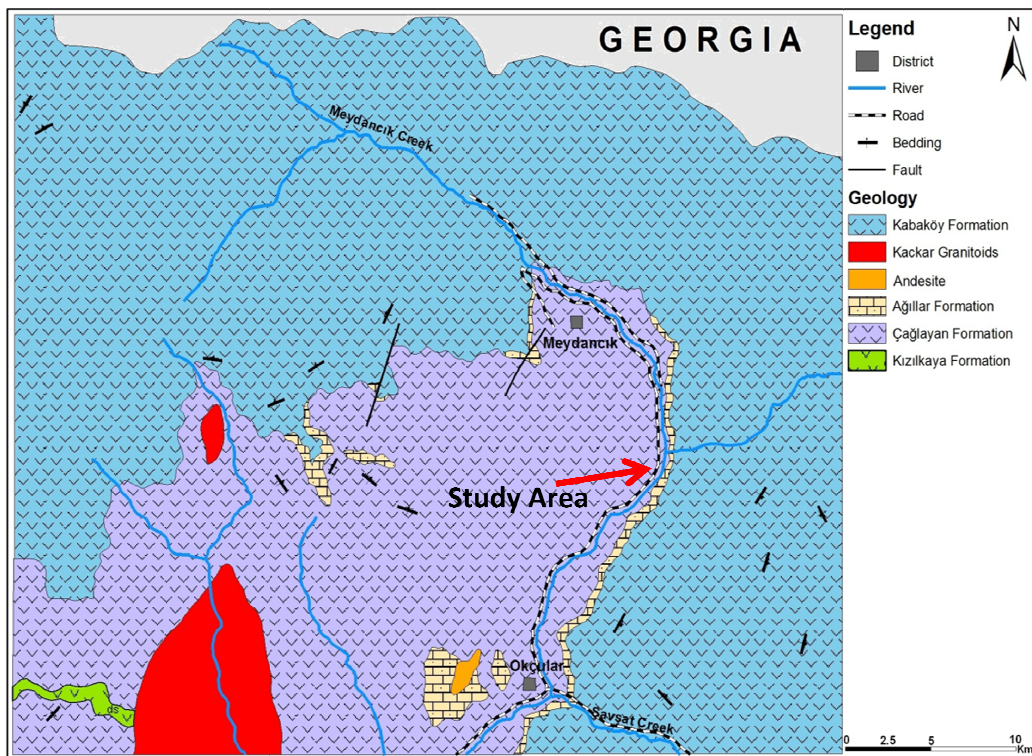 GEORGIA
Meydancık Creek
Meydancık
Study Area
Okçular
Şavşat Creek
ds
N
Legend
District
River
Road
Bedding
Fault
Geology
Kabaköy Formation
Kackar Granitoids
Andesite
Ağıllar Formation
Çağlayan Formation
Kızılkaya Formation
0 2.5 5 10
Km